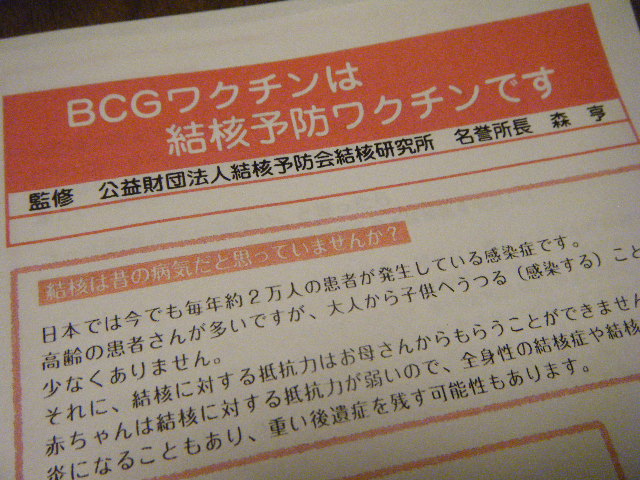 BCGワクチンは
結核予防ワクチンです
監修 公益財団法人結核予防会結核研究所 名誉所長 森 亨
結核は昔の病気だと思っていませんか?
日本では今でも毎年約2万人の患者が発生している感染症です。
高齢の患者さんが多いですが、大人から子供へうつる(感染する)こと
少なくありません。
それに、結核に対する抵抗力はお母さんからもらうことができません
赤ちゃんは結核に対する抵抗力が弱いので、全身性の結核症や結核
炎になることもあり、重い後遺症を残す可能性もあります。